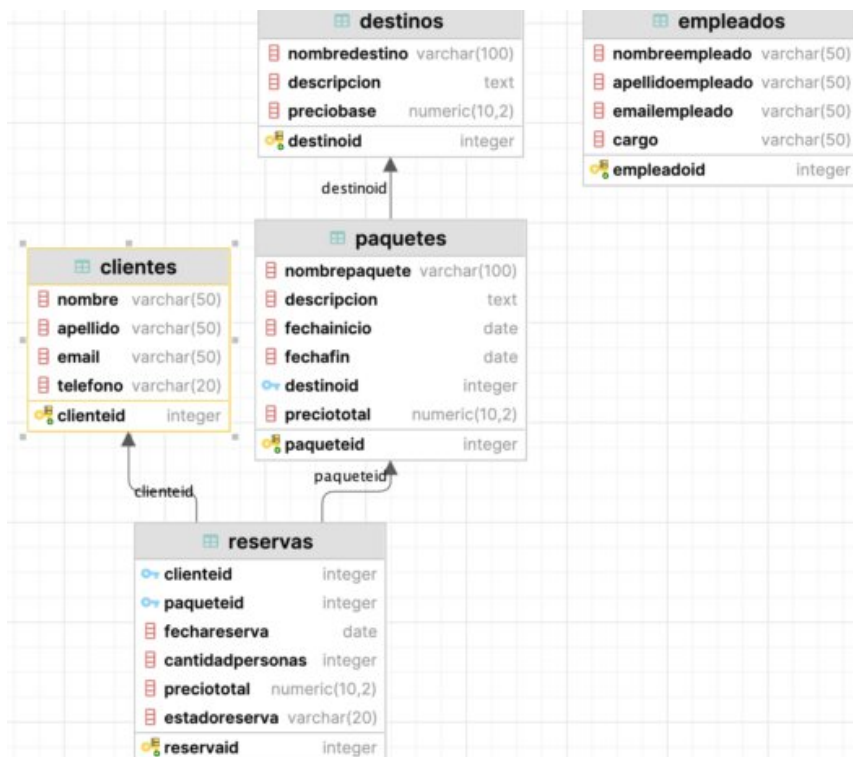 destinos
nombredestino varchar(100)
descripcion text
preciobase numeric(10,2)
destinoid integer
empleados
nombreempleado varchar(50)
apellidoempleado varchar(50)
emailempleado varchar(50)
cargo varchar(50)
empleadoid integer
destinoid
clientes
nombre varchar(50)
apellido varchar(50)
email varchar(50)
telefono varchar(20)
clienteid integer
paquetes
nombrepaquete varchar(100)
descripcion text
fechainicio date
fechafin date
destinoid integer
preciototal numeric(10,2)
paqueteid integer
clienteid
paqueteid
reservas
clienteid integer
paqueteid integer
fechareserva date
cantidadpersonas integer
preciototal numeric(10,2)
estadoreserva varchar(20)
reservaid integer